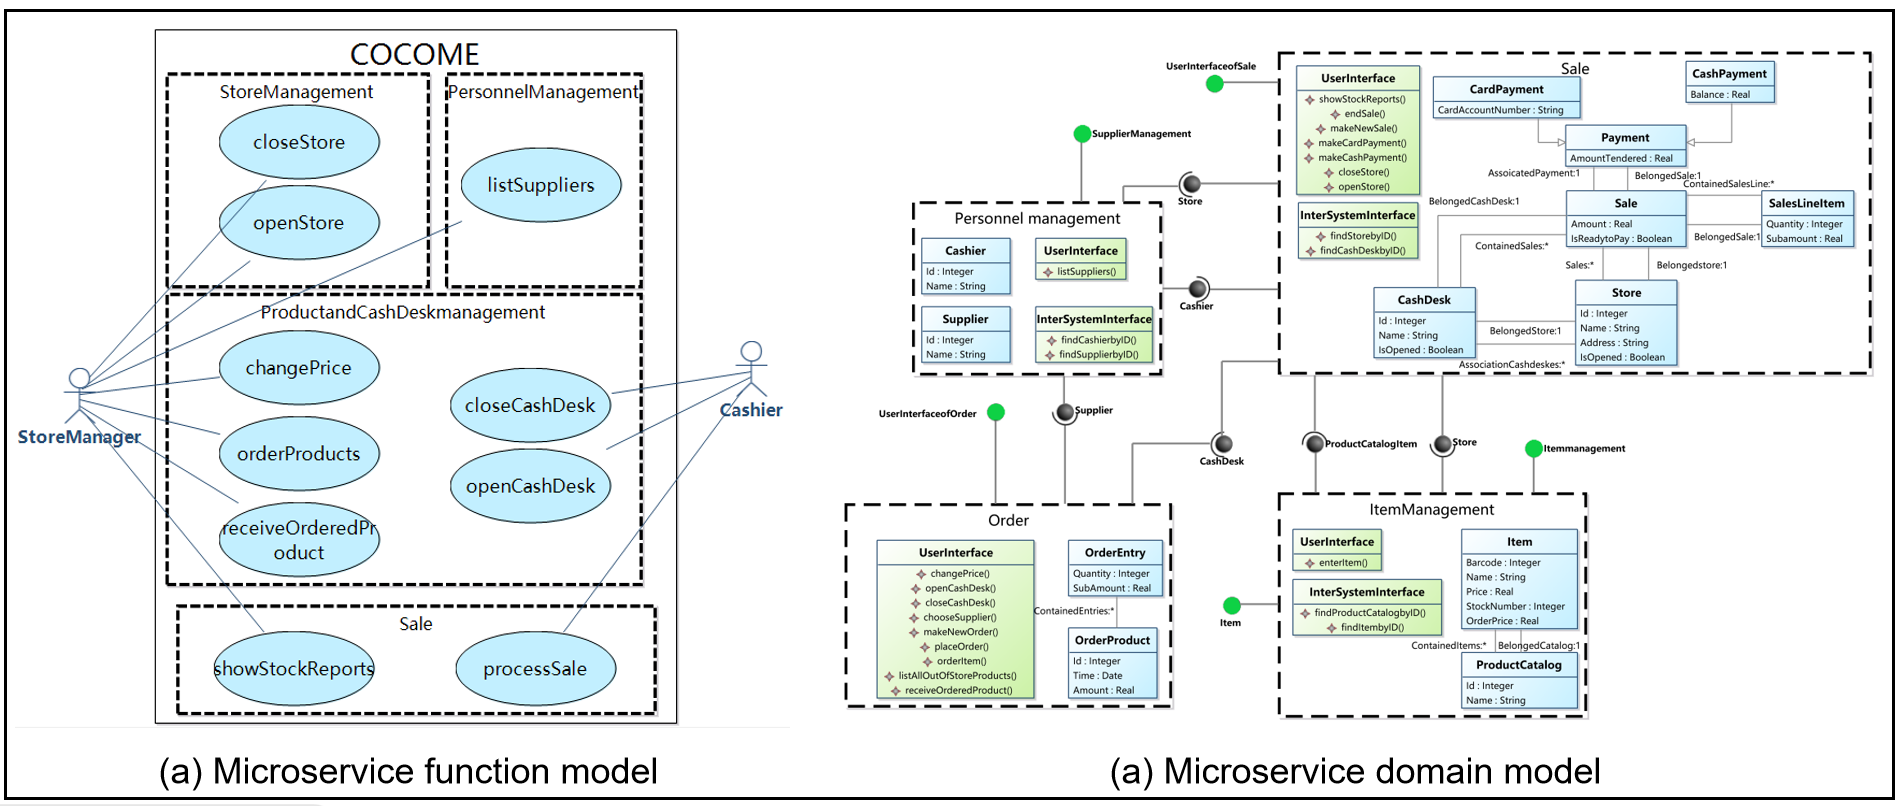 COCOME
StoreManagement
closeStore
openStore
PersonnelManagement
listSuppliers
ProductandCashDeskmanagement
changePrice
orderProducts
receiveOrderedPr
oduct
closeCashDesk
openCashDesk
StoreManager
Cashier
Sale
showStockReports
processSale
(a) Microservice function model
UserInterfaceofSale
SupplierManagement
Store
Cashier
Personnel management
Cashier
Id : Integer
Name : String
UserInterface
listSuppliers()
Supplier
Id : Integer
Name : String
InterSystemInterface
findCashierbyID()
findSupplierbyID()
Sale
UserInterface
showStockReports()
endSale()
makeNewSale()
makeCardPayment()
makeCashPayment()
closeStore()
openStore()
InterSystemInterface
findStorebyID()
findCashDeskbyID()
CardPayment
CardAccountNumber : String
CashPayment
Balance : Real
Payment
AmountTendered : Real
AssoicatedPayment:1
BelongedSale:1
ContainedSalesLine:*
BelongedCashDesk:1
Sale
Amount : Real
IsReadytoPay : Boolean
SalesLineItem
Quantity : Integer
Subamount : Real
BelongedSale:1
ContainedSales:*
Sales:*
Belongedstore:1
CashDesk
Id : Integer
Name : String
IsOpened : Boolean
BelongedStore:1
AssociationCashdeskes:*
Store
Id : Integer
Name : String
Address : String
IsOpened : Boolean
UserInterfaceofOrder
Supplier
CashDesk
ProductCatalogItem
Store
Itemmanagement
Order
UserInterface
changePrice()
openCashDesk()
closeCashDesk()
chooseSupplier()
makeNewOrder()
placeOrder()
orderItem()
listAllOutOfStoreProducts()
receiveOrderedProduct()
OrderEntry
Quantity : Integer
SubAmount : Real
ContainedEntries:*
OrderProduct
Id : Integer
Time : Date
Amount : Real
Item
ItemManagement
UserInterface
enterItem()
InterSystemInterface
findProductCatalogbyID()
findItembyID()
Item
Barcode : Integer
Name : String
Price : Real
StockNumber : Integer
OrderPrice : Real
ContainedItems:*
BelongedCatalog:1
ProductCatalog
Id : Integer
Name : String
(a) Microservice domain model